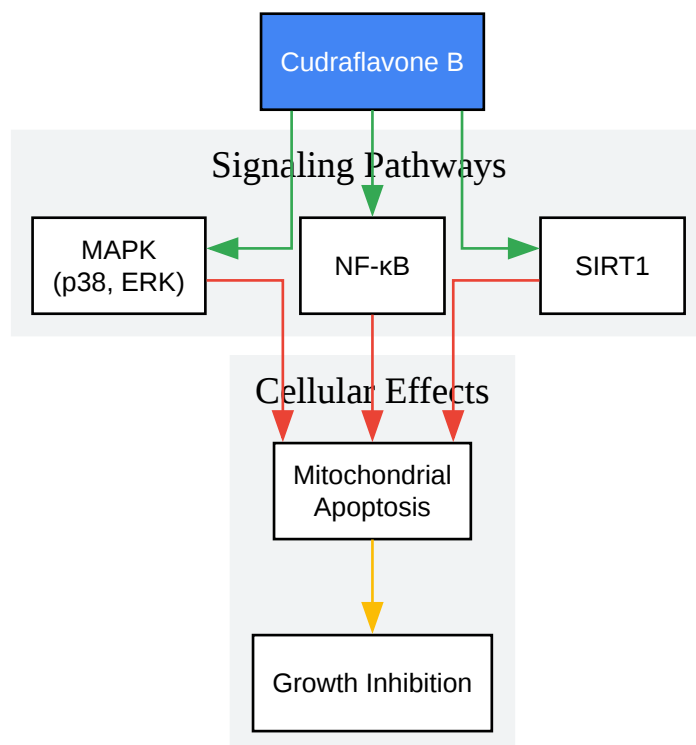 Cudraflavone B
Signaling Pathways
MAPK
(p38, ERK)
NF-κB
SIRT1
Cellular Effects
Mitochondrial
Apoptosis
Growth Inhibition